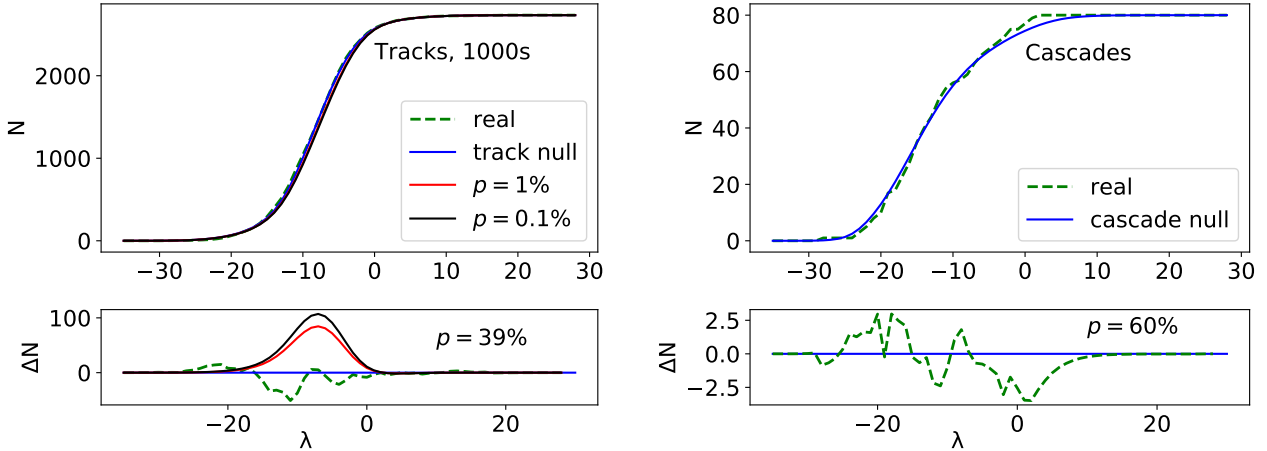 N
2000
1000
0
Tracks, 1000s
real
track null
p = 1%
p = 0.1%
−30 −20 −10 0 10 20 30
ΔN
100
0
p = 39%
−20 0 20
λ
N
80
60
40
20
0
Cascades
real
cascade null
−30 −20 −10 0 10 20 30
ΔN
2.5
0.0
−2.5
p = 60%
−20 0 20
λ